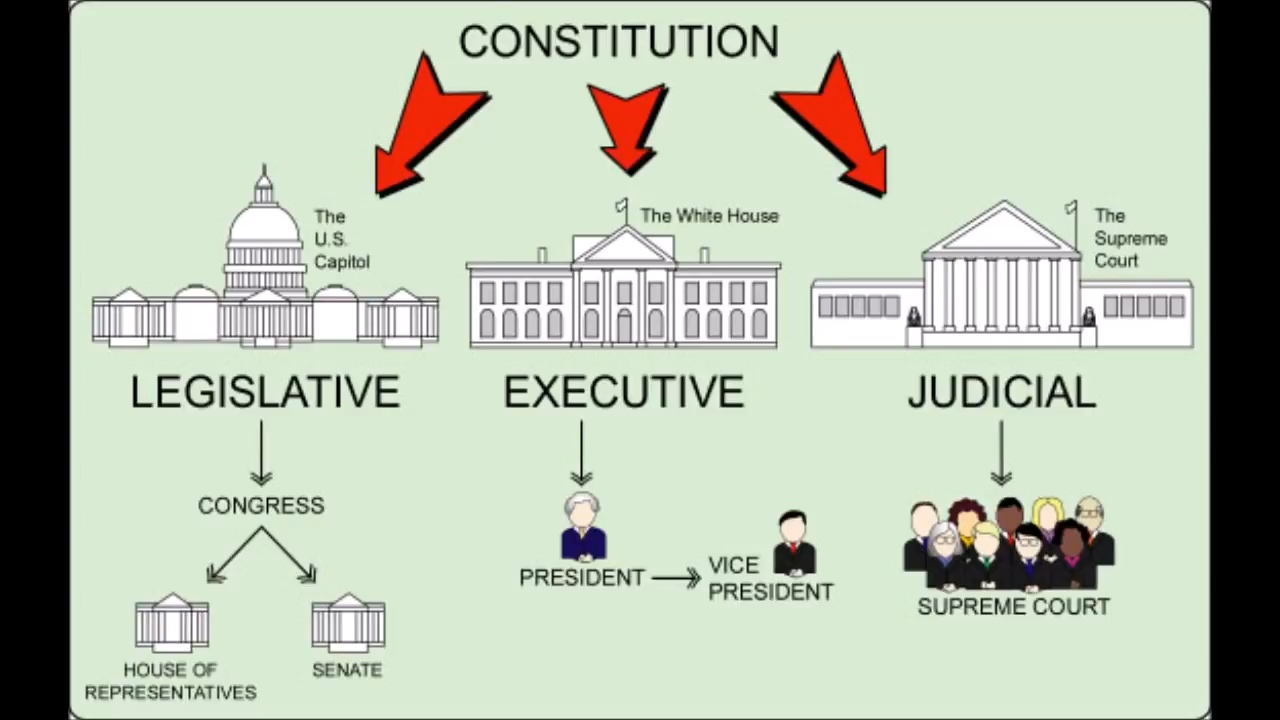 CONSTITUTION
The
U.S.
Capitol
The White House
The
Supreme
Court
LEGISLATIVE
EXECUTIVE
JUDICIAL
CONGRESS
HOUSE OF
REPRESENTATIVES
SENATE
PRESIDENT
VICE
PRESIDENT
SUPREME COURT